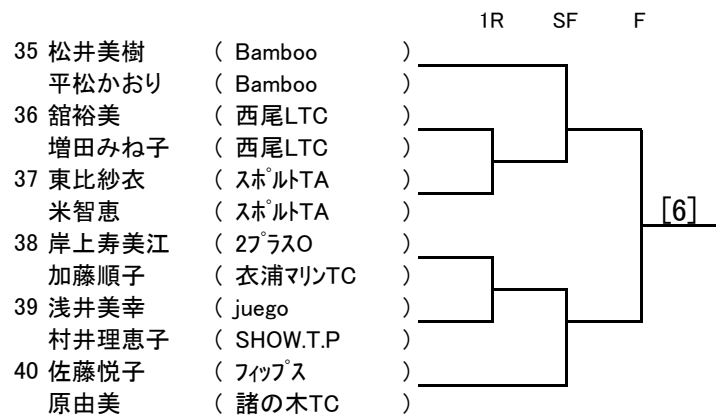 1R SF F
35 松井美樹 ( Bamboo )
平松かおり ( Bamboo )
36 舘裕美 ( 西尾LTC )
増田みね子 ( 西尾LTC )
37 東比紗衣 ( ｽﾎﾟﾙﾄTA )
米智恵 ( ｽﾎﾟﾙﾄTA )
[6]
38 岸上寿美江 ( 2ﾌﾟﾗｽO )
加藤順子 ( 衣浦ﾏﾘﾝTC )
39 浅井美幸 ( juego )
村井理恵子 ( SHOW.T.P )
40 佐藤悦子 ( ﾌｨｯﾌﾟｽ )
原由美 ( 諸の木TC )